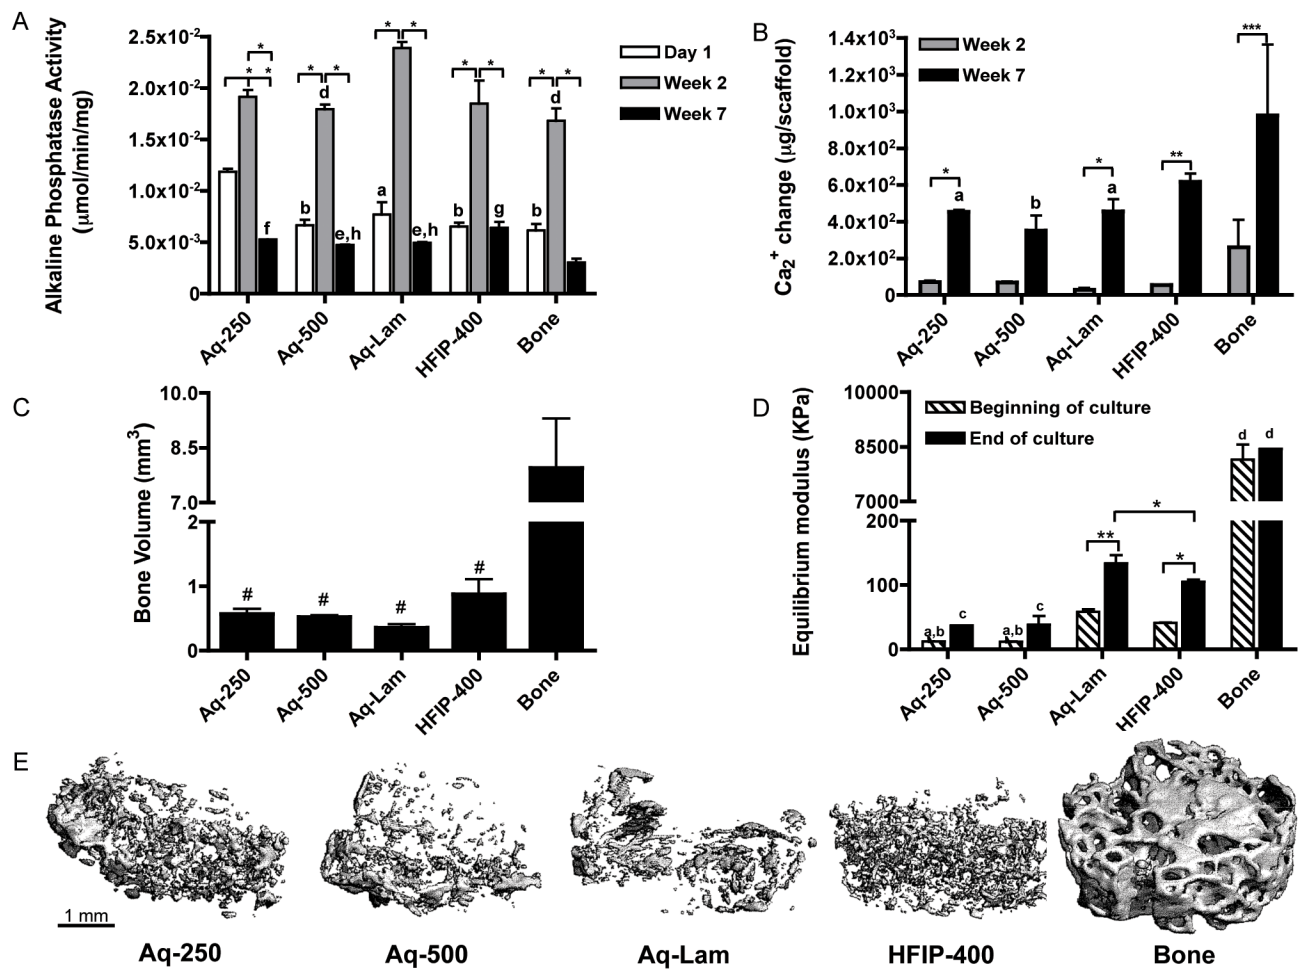 A
Alkaline Phosphatase Activity
(μmol/min/mg)
2.5x10-2
2.0x10-2
1.5x10-2
1.0x10-2
5.0x10-3
0
* * *
* *
* *
* *
* *
f
b d e,h
a e,h
b g
b d
Day 1
Week 2
Week 7
Aq-250
Aq-500
Aq-Lam
HFIP-400
Bone
B
Ca2+ change (μg/scaffold)
1.4x10³
1.2x10³
1.0x10³
8.0x10²
6.0x10²
4.0x10²
2.0x10²
0
Week 2
Week 7
* a
b
* a
**
***
Aq-250
Aq-500
Aq-Lam
HFIP-400
Bone
C
Bone Volume (mm³)
10.0
8.5
7.0
2
1
0
# # # #
Aq-250
Aq-500
Aq-Lam
HFIP-400
Bone
D
Equilibrium modulus (KPa)
10000
8500
7000
200
100
0
Beginning of culture
End of culture
a,b c
a,b c
**
*
*
d d
Aq-250
Aq-500
Aq-Lam
HFIP-400
Bone
E
1 mm
Aq-250 Aq-500 Aq-Lam HFIP-400 Bone